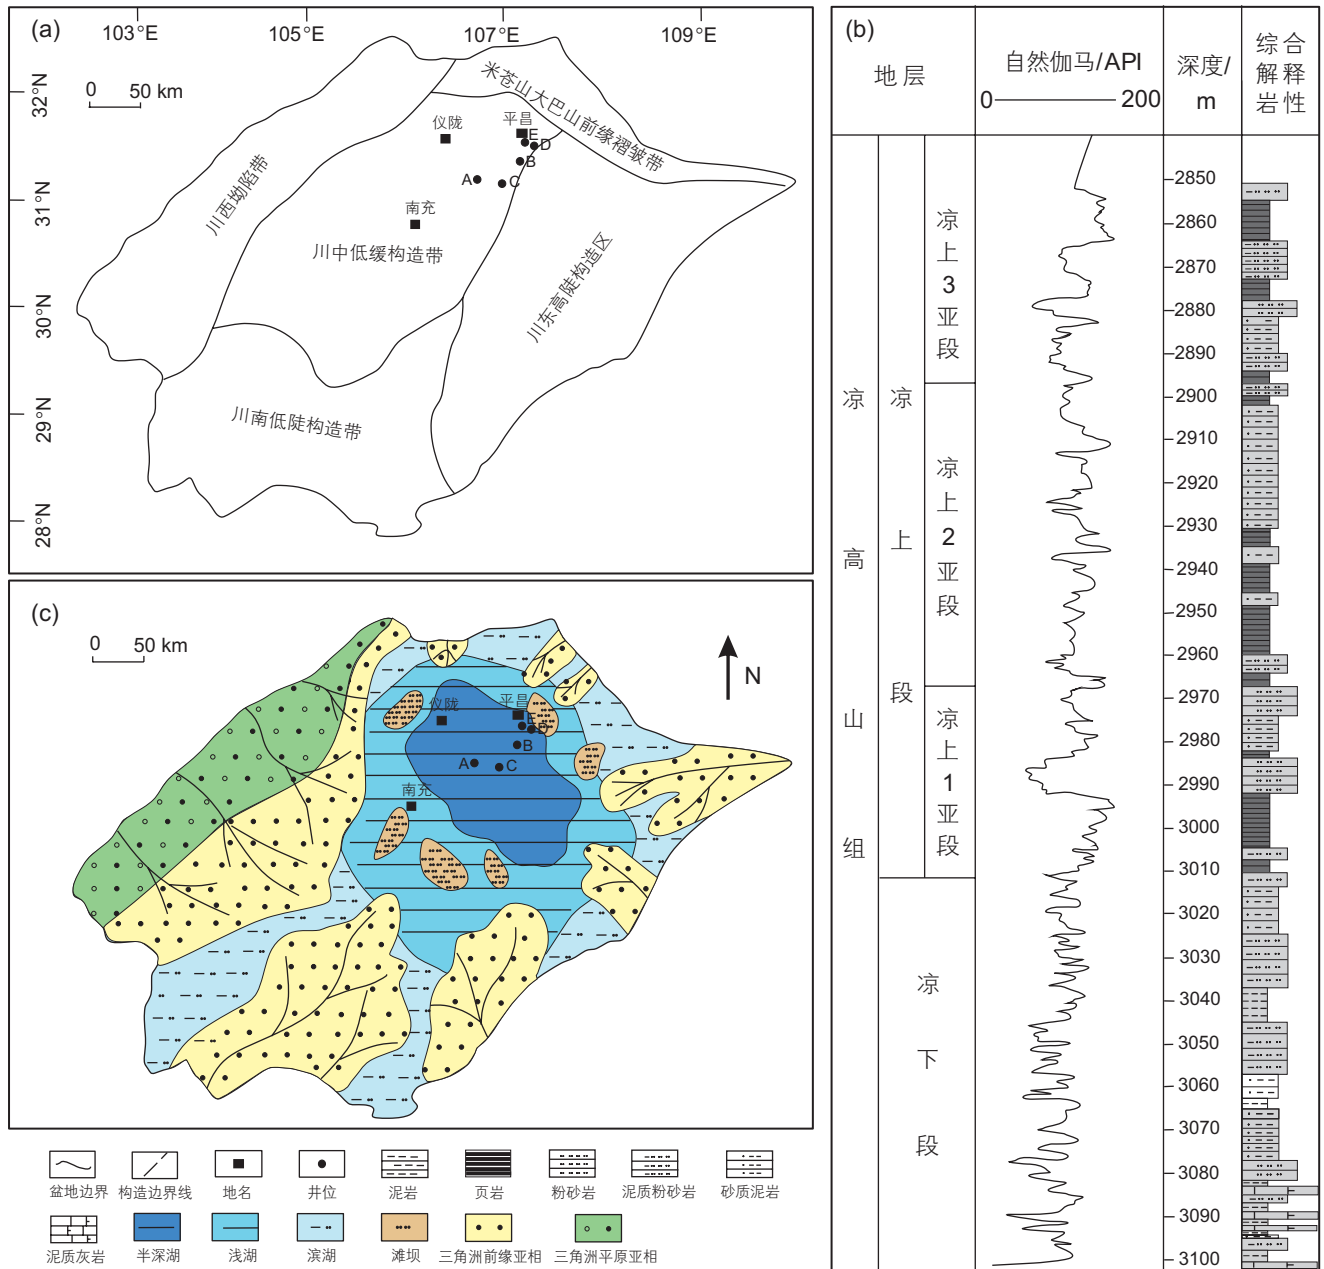 (a)
103°E
105°E
107°E
109°E
32°N
31°N
30°N
29°N
28°N
0 50 km
米苍山大巴山前缘褶皱带
仪陇
平昌
E
D
B
A
C
南充
川西坳陷带
川中低缓构造带
川东高陡构造区
川南低陡构造带
(b)
地层
自然伽马/API
0 200
深度/
m
综合
解释
岩性
凉高山组
凉上段
凉上3亚段
凉上2亚段
凉上1亚段
凉下段
2850
2860
2870
2880
2890
2900
2910
2920
2930
2940
2950
2960
2970
2980
2990
3000
3010
3020
3030
3040
3050
3060
3070
3080
3090
3100
(c)
0 50 km
N
仪陇
平昌
E
D
B
A
C
南充
盆地边界 构造边界线 地名 井位 泥岩 页岩 粉砂岩 泥质粉砂岩 砂质泥岩
泥质灰岩 半深湖 浅湖 滨湖 滩坝 三角洲前缘亚相 三角洲平原亚相